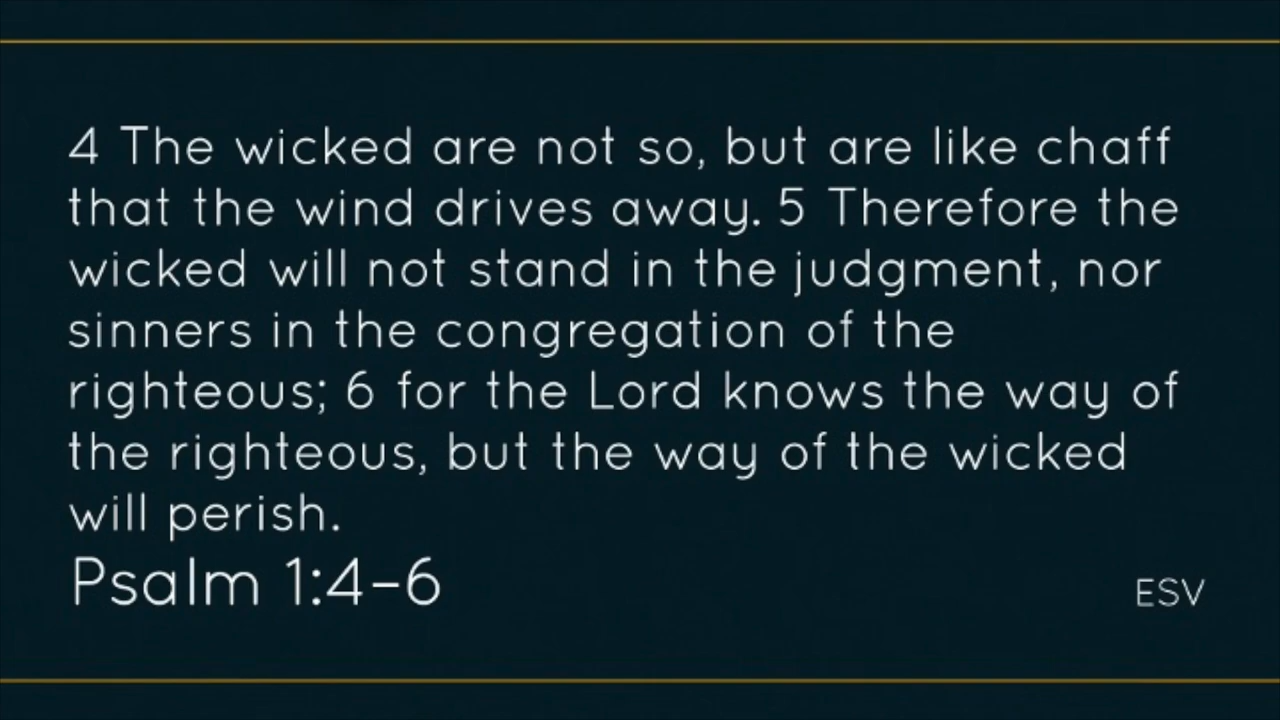 4 The wicked are not so, but are like chaff
that the wind drives away. 5 Therefore the
wicked will not stand in the judgment, nor
sinners in the congregation of the
righteous; 6 for the Lord knows the way of
the righteous, but the way of the wicked
will perish.
Psalm 1:4–6
ESV